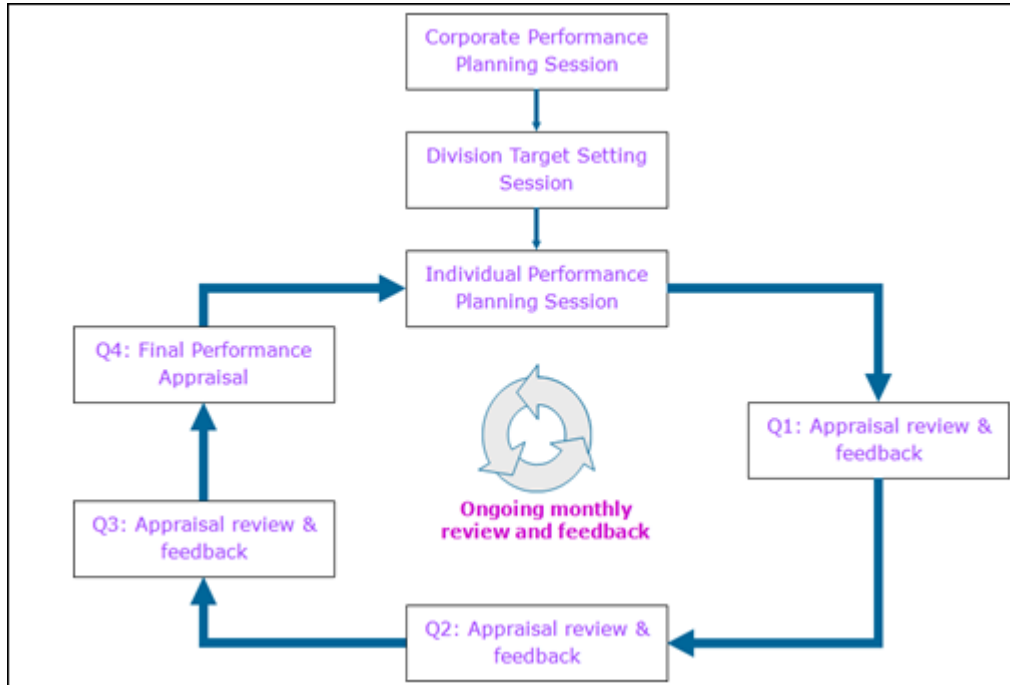 Corporate Performance
Planning Session
Division Target Setting
Session
Individual Performance
Planning Session
Q4: Final Performance
Appraisal
Q1: Appraisal review &
feedback
Ongoing monthly
review and feedback
Q3: Appraisal review &
feedback
Q2: Appraisal review &
feedback